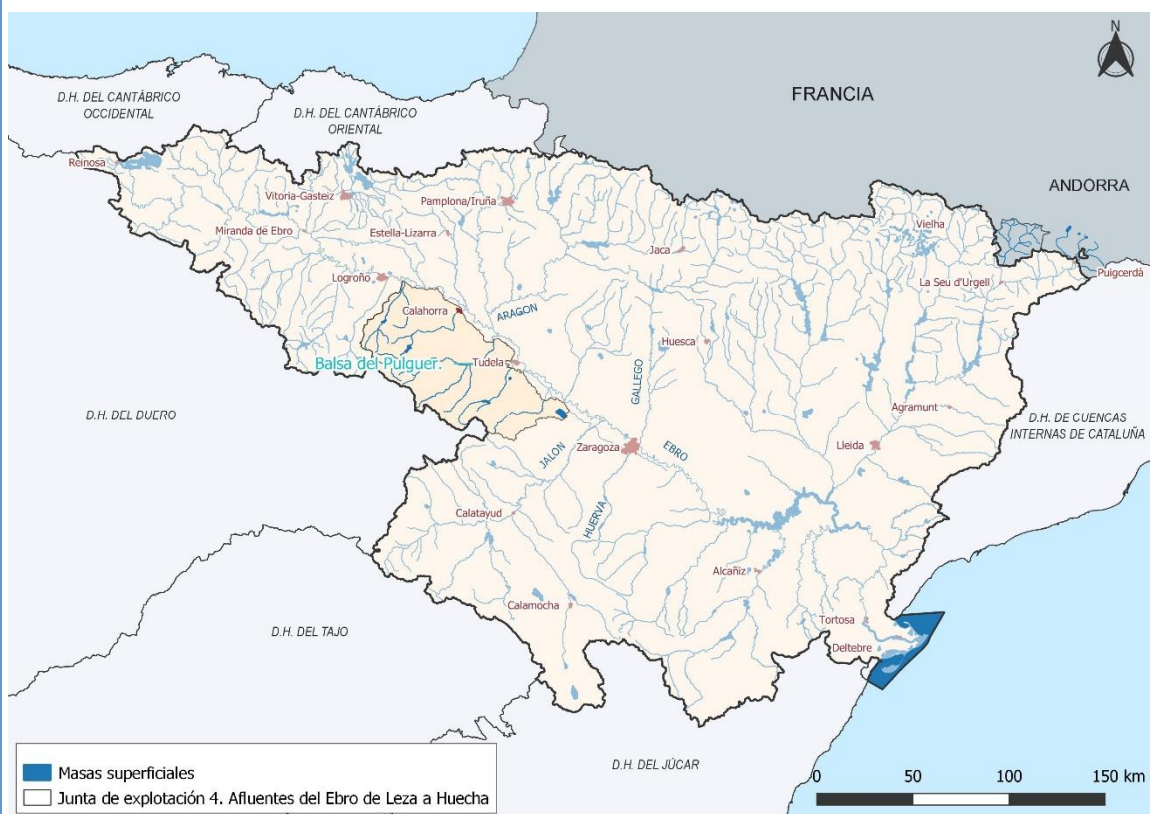 N
FRANCIA
D.H. DEL CANTÁBRICO
OCCIDENTAL
D.H. DEL CANTÁBRICO
ORIENTAL
Reinosa
ANDORRA
Vitoria-Gasteiz
Pamplona/Iruña
Vielha
Miranda de Ebro
Estella-Lizarra
Jaca
Puigcerdà
La Seu d'Urgell
Logroño
Calahorra
ARAGON
Huesca
Balsa del Pulguer.
Tudela
GALLEGO
D.H. DEL DUERO
Agramunt
D.H. DE CUENCAS
INTERNAS DE CATALUÑA
JALON
Zaragoza
EBRO
Lleida
Calatayud
HUERVA
Alcañiz
Calamocha
Tortosa
D.H. DEL TAJO
Deltebre
D.H. DEL JÚCAR
Masas superficiales
Junta de explotación 4. Afluentes del Ebro de Leza a Huecha
0 50 100 150 km